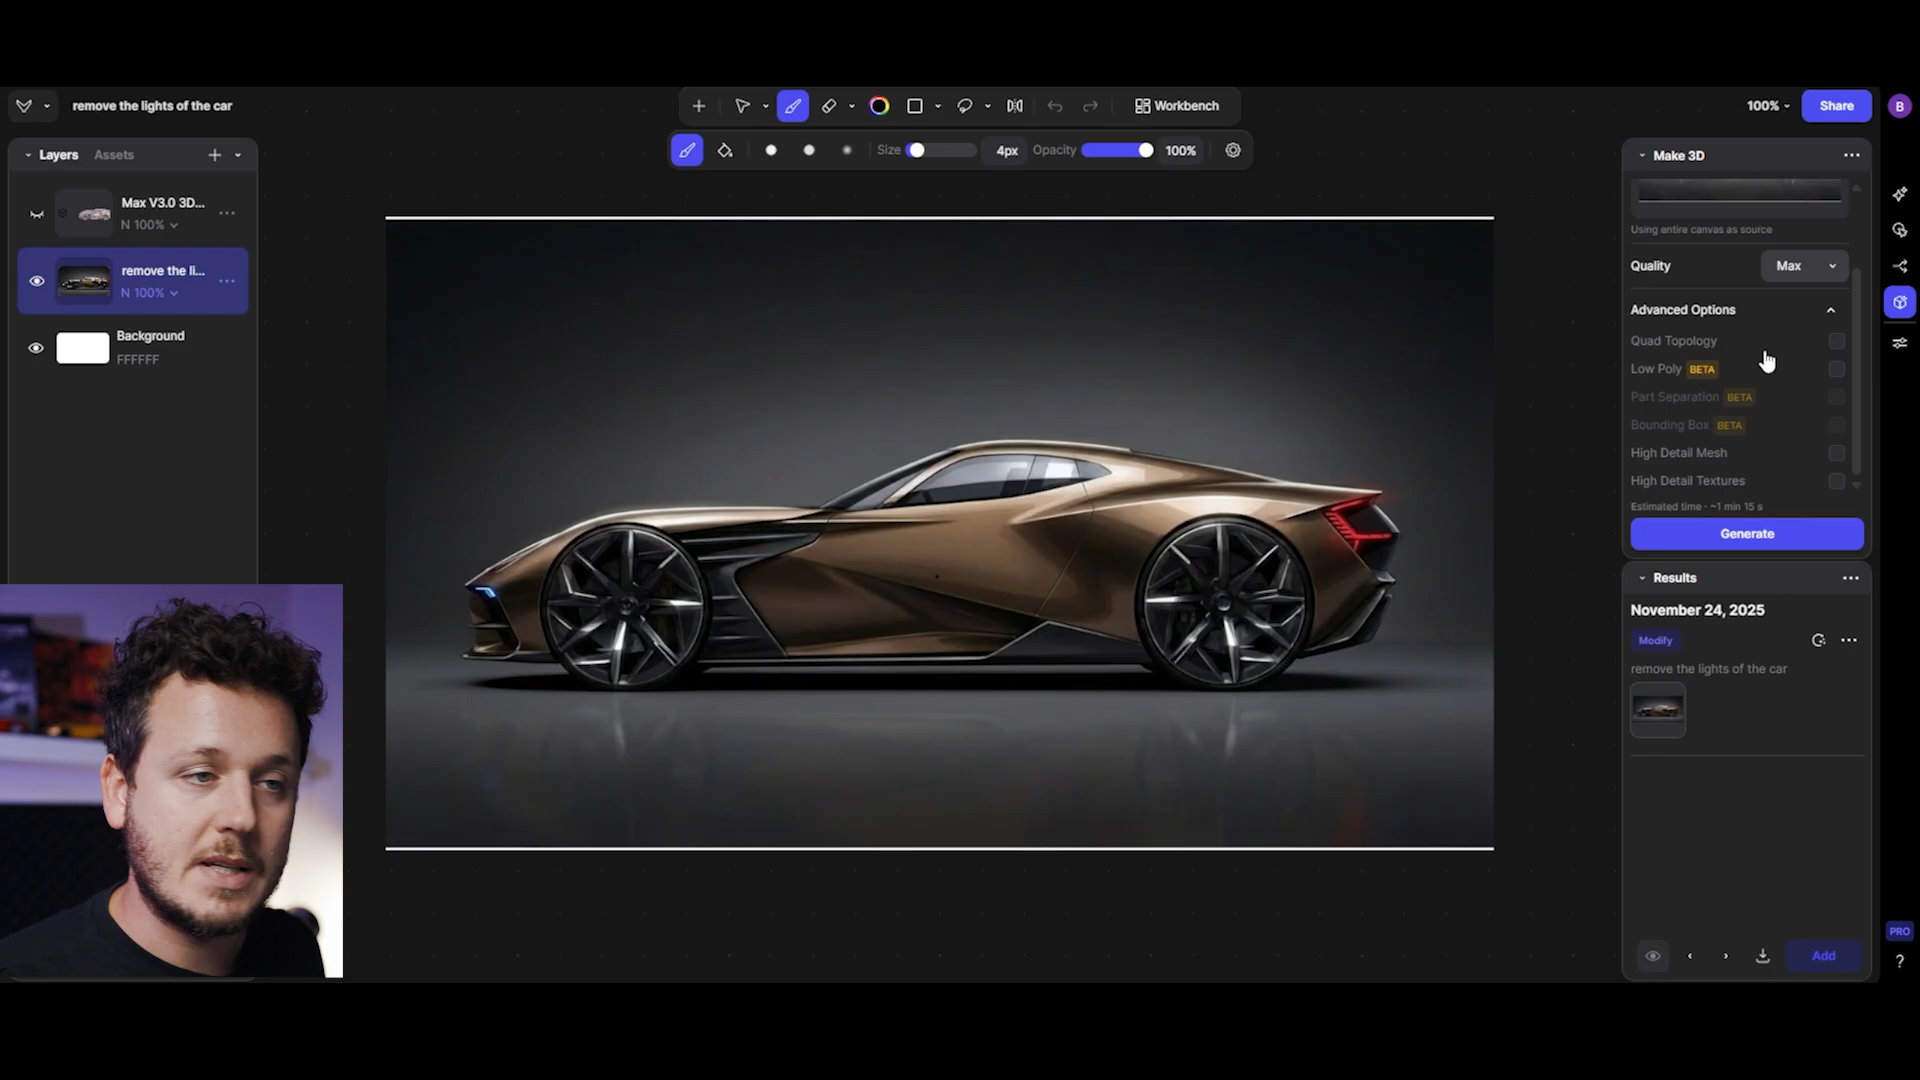 remove the lights of the car
Workbench
100%
Share
B
Layers Assets
Size 4px Opacity 100%
Max V3.0 3D...
N 100%
remove the li...
N 100%
Background
FFFFFF
Make 3D
Using entire canvas as source
Quality Max
Advanced Options
Quad Topology
Low Poly BETA
Part Separation BETA
Bounding Box BETA
High Detail Mesh
High Detail Textures
Estimated time · ~1 min 15 s
Generate
Results
November 24, 2025
Modify
remove the lights of the car
Add
PRO
?